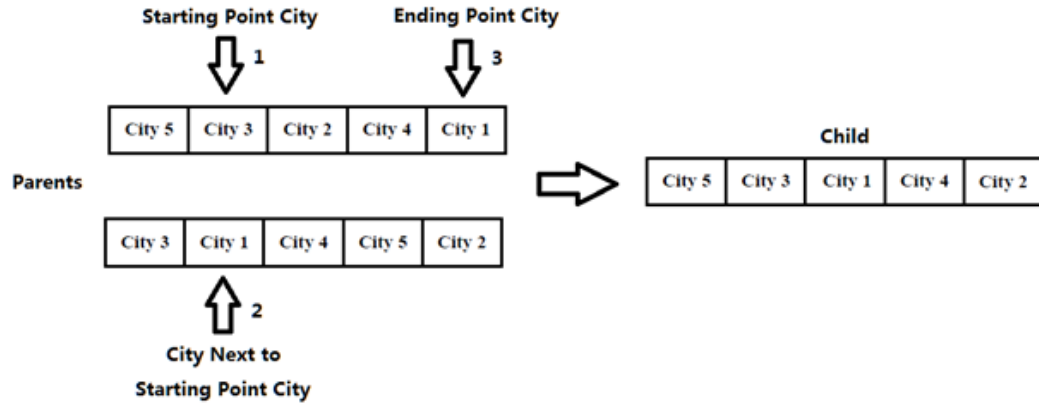 Starting Point City
Ending Point City
1
3
City 5 City 3 City 2 City 4 City 1
Child
Parents
City 5 City 3 City 1 City 4 City 2
City 3 City 1 City 4 City 5 City 2
2
City Next to
Starting Point City